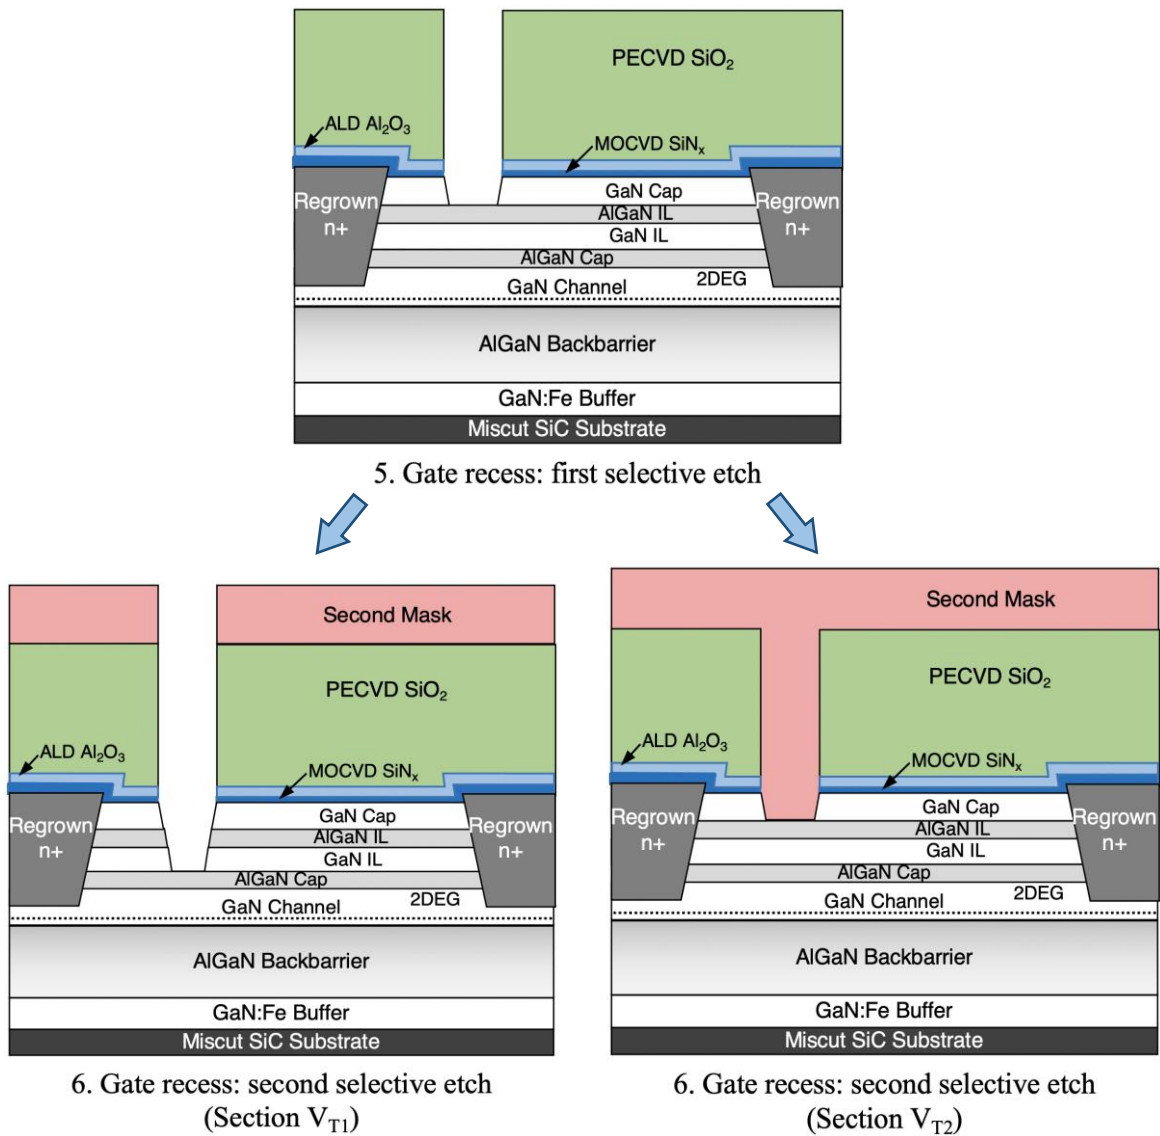 PECVD SiO₂
ALD Al₂O₃
MOCVD SiNₓ
GaN Cap
Regrown
n+
Regrown
n+
AlGaN IL
GaN IL
AlGaN Cap
2DEG
GaN Channel
AlGaN Backbarrier
GaN:Fe Buffer
Miscut SiC Substrate
5. Gate recess: first selective etch
Second Mask
PECVD SiO₂
ALD Al₂O₃
MOCVD SiNₓ
GaN Cap
Regrown
n+
Regrown
n+
AlGaN IL
GaN IL
AlGaN Cap
2DEG
GaN Channel
AlGaN Backbarrier
GaN:Fe Buffer
Miscut SiC Substrate
6. Gate recess: second selective etch
(Section V_T1)
Second Mask
PECVD SiO₂
ALD Al₂O₃
MOCVD SiNₓ
GaN Cap
Regrown
n+
Regrown
n+
AlGaN IL
GaN IL
AlGaN Cap
2DEG
GaN Channel
AlGaN Backbarrier
GaN:Fe Buffer
Miscut SiC Substrate
6. Gate recess: second selective etch
(Section V_T2)